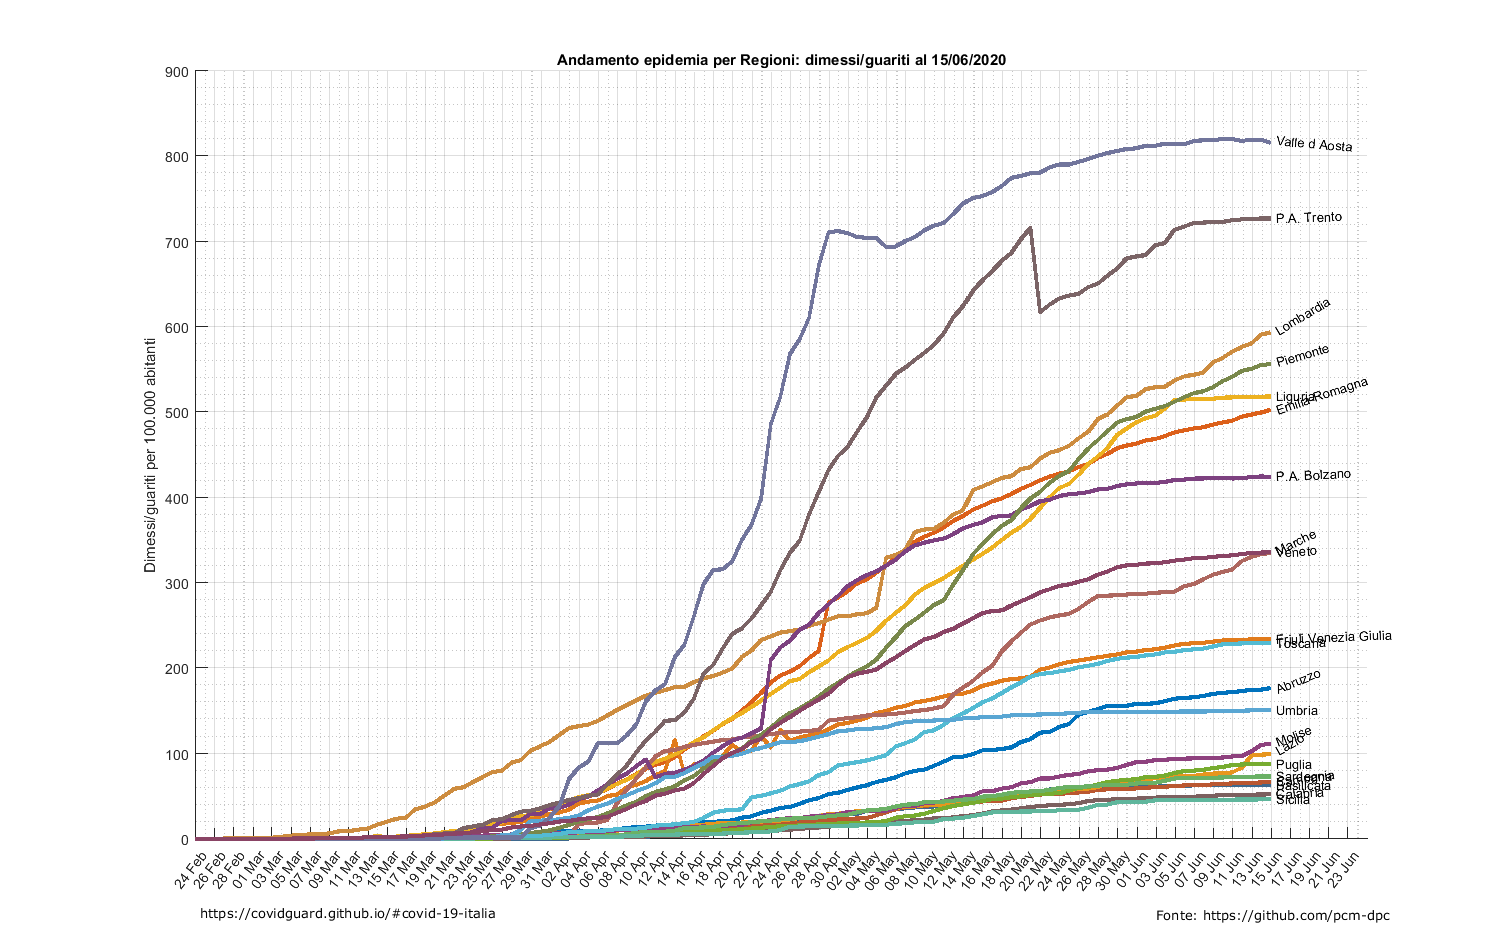 Andamento epidemia per Regioni: dimessi/guariti al 15/06/2020
900
800
700
600
500
400
300
200
100
0
Dimessi/guariti per 100.000 abitanti
Valle d Aosta
P.A. Trento
Lombardia
Piemonte
Liguria
Emilia Romagna
P.A. Bolzano
Marche
Veneto
Friuli Venezia Giulia
Toscana
Abruzzo
Umbria
Molise
Lazio
Puglia
Sardegna
Basilicata
Calabria
Sicilia
24 Feb
26 Feb
28 Feb
01 Mar
03 Mar
05 Mar
07 Mar
09 Mar
11 Mar
13 Mar
15 Mar
17 Mar
19 Mar
21 Mar
23 Mar
25 Mar
27 Mar
29 Mar
31 Mar
02 Apr
04 Apr
06 Apr
08 Apr
10 Apr
12 Apr
14 Apr
16 Apr
18 Apr
20 Apr
22 Apr
24 Apr
26 Apr
28 Apr
30 Apr
02 May
04 May
06 May
08 May
10 May
12 May
14 May
16 May
18 May
20 May
22 May
24 May
26 May
28 May
30 May
01 Jun
03 Jun
05 Jun
07 Jun
09 Jun
11 Jun
13 Jun
15 Jun
17 Jun
19 Jun
21 Jun
23 Jun
https://covidguard.github.io/#covid-19-italia
Fonte: https://github.com/pcm-dpc